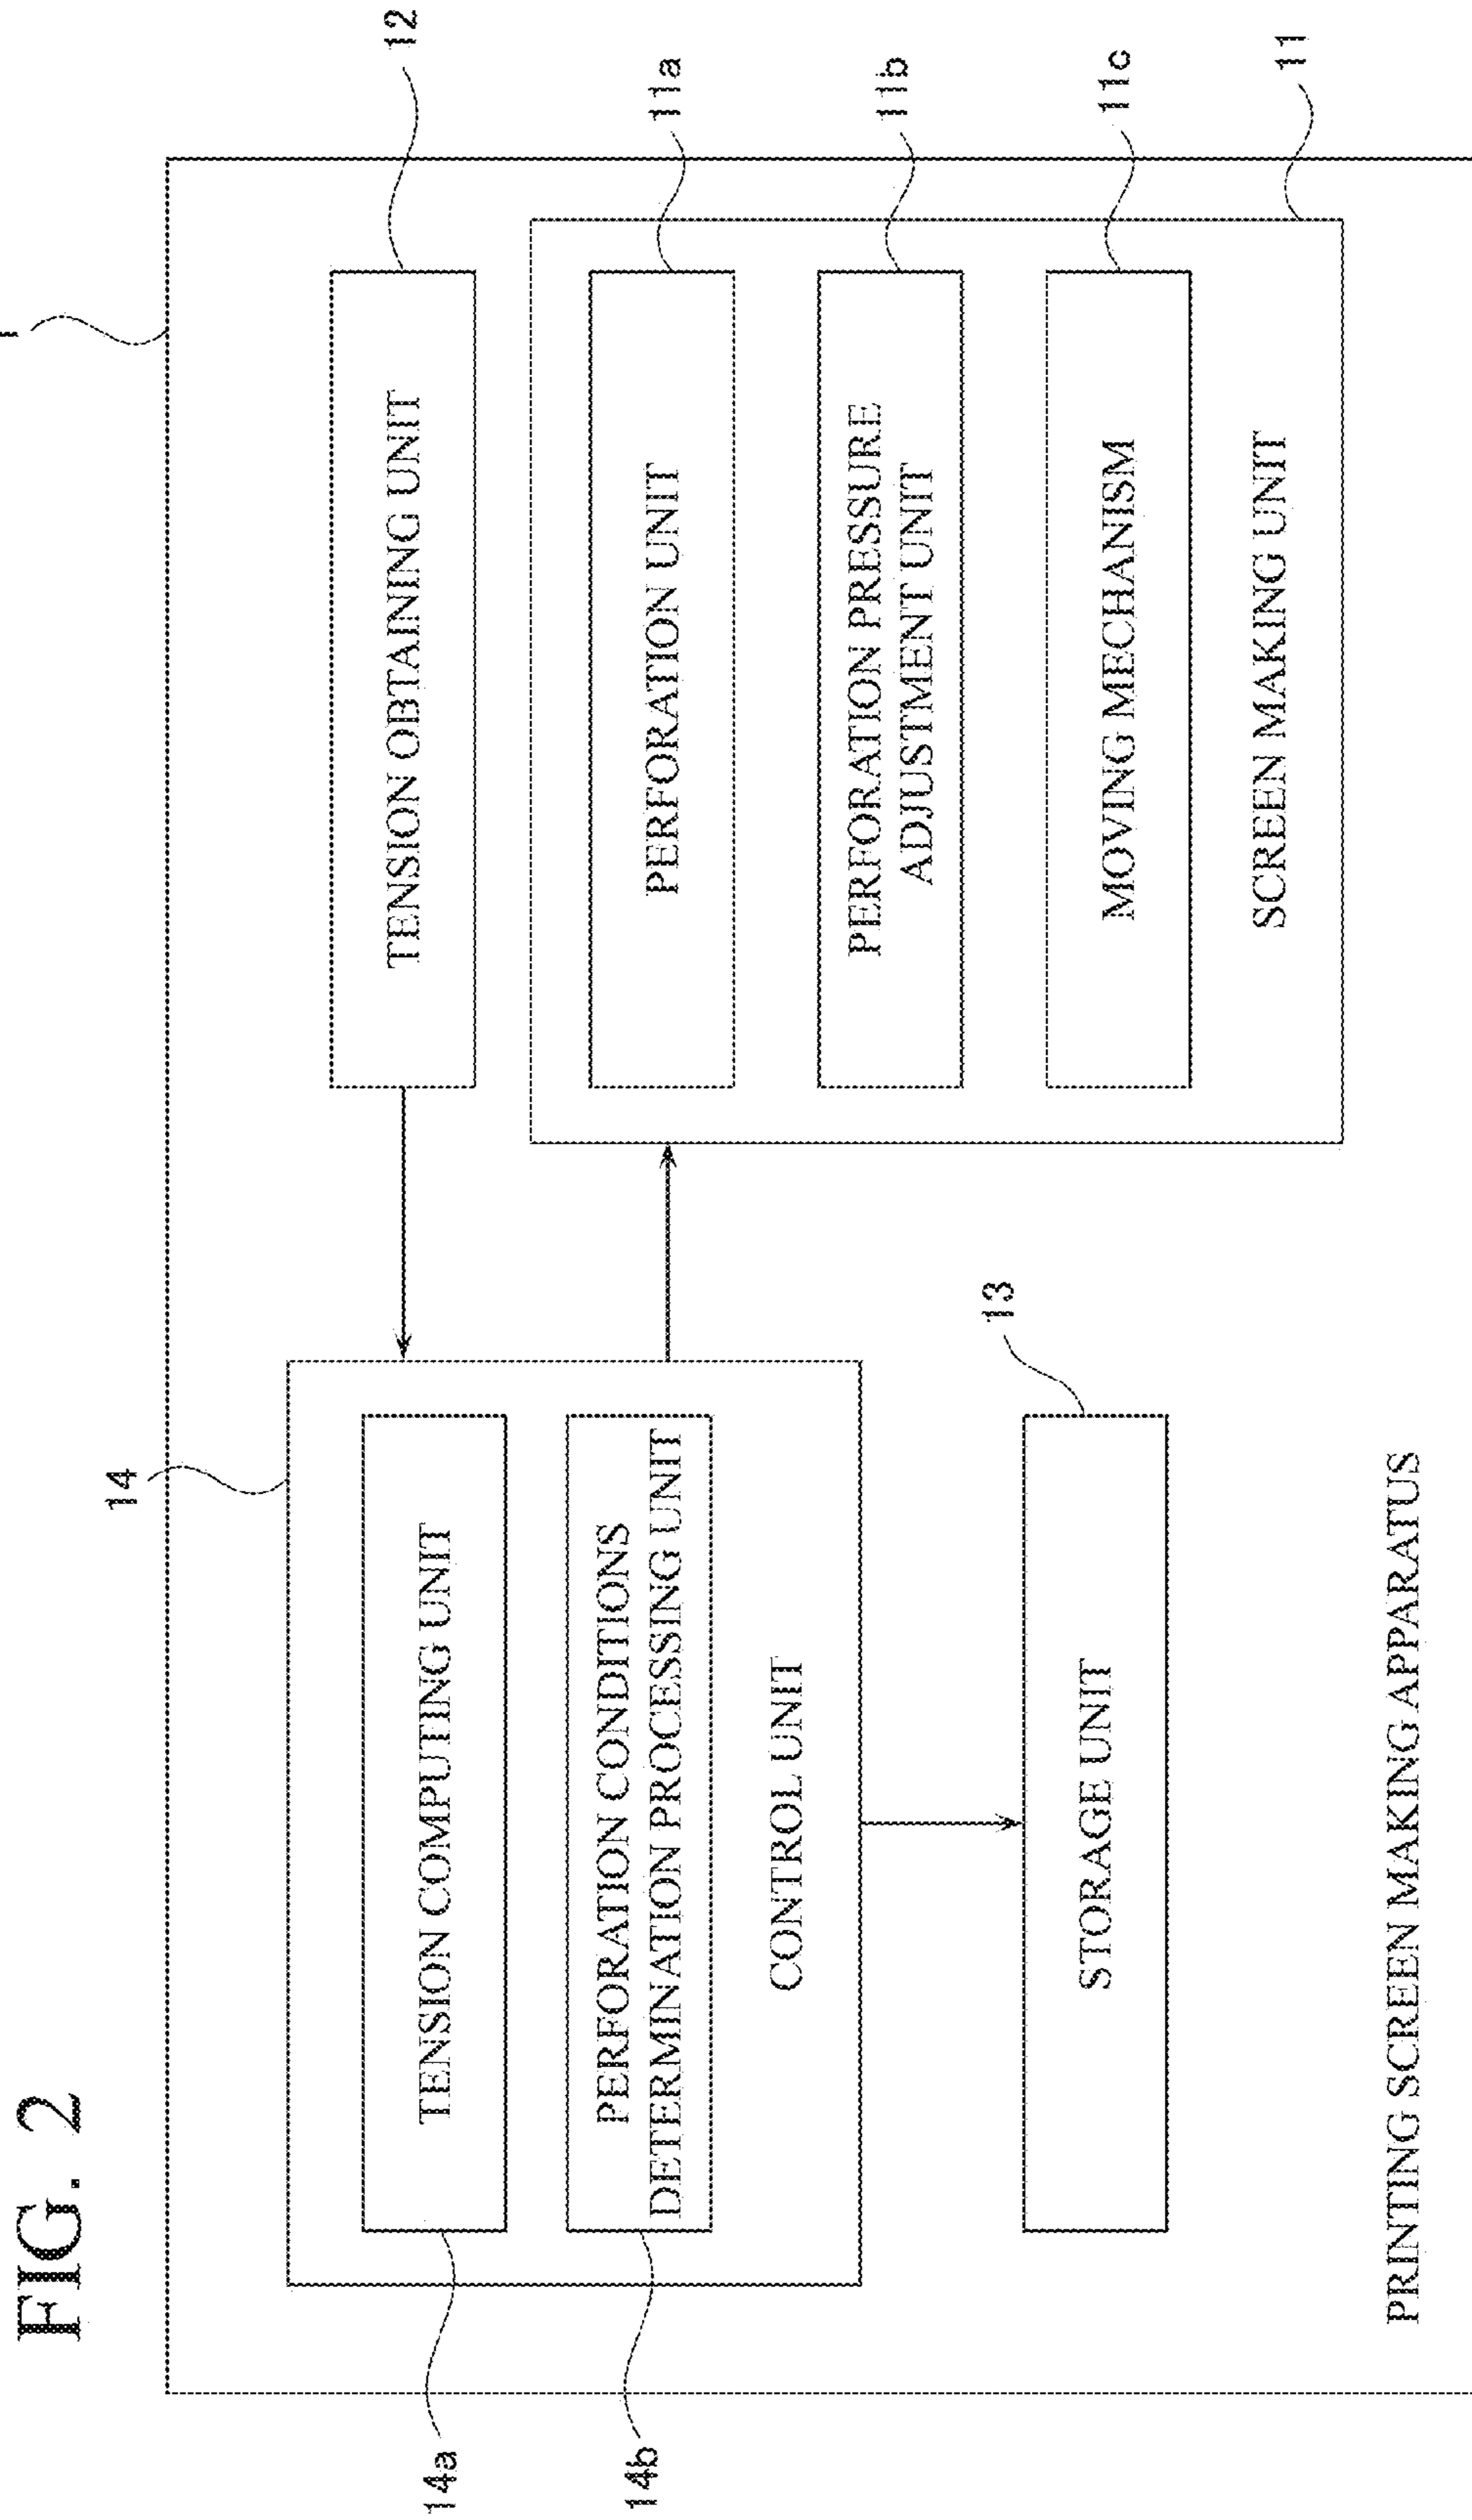 FIG. 2
1
14
14a
TENSION COMPUTING UNIT
14b
PERFORATION CONDITIONS
DETERMINATION PROCESSING UNIT
CONTROL UNIT
13
STORAGE UNIT
12
TENSION OBTAINING UNIT
11a
PERFORATION UNIT
11b
PERFORATION PRESSURE
ADJUSTMENT UNIT
11c
MOVING MECHANISM
11
SCREEN MAKING UNIT
PRINTING SCREEN MAKING APPARATUS